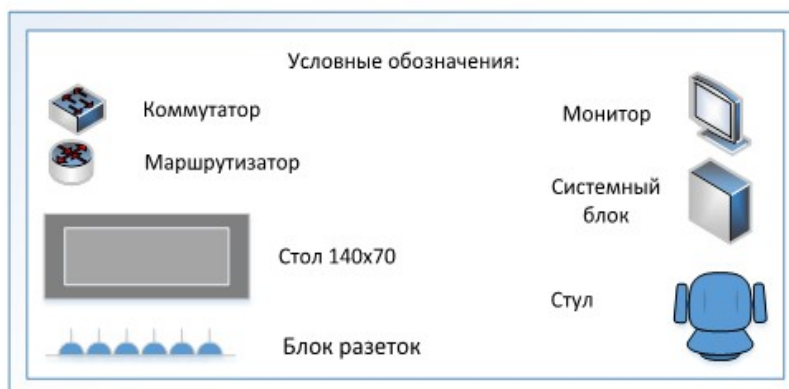 Условные обозначения:
Коммутатор
Маршрутизатор
Стол 140х70
Блок разеток
Монитор
Системный
блок
Стул